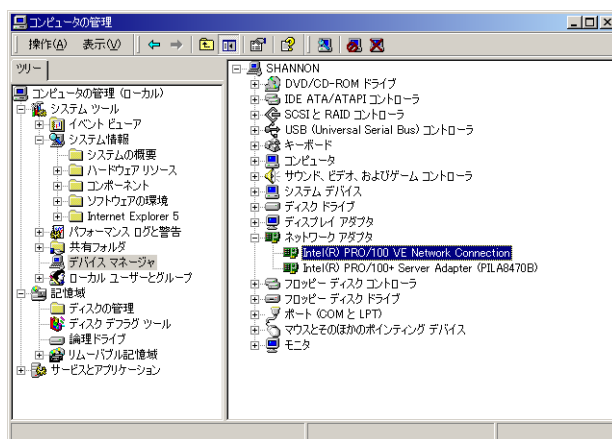 コンピュータの管理
操作(A) 表示(V)
ツリー
コンピュータの管理 (ローカル)
システム ツール
イベント ビューア
システム情報
システムの概要
ハードウェア リソース
コンポーネント
ソフトウェアの環境
Internet Explorer 5
パフォーマンス ログと警告
共有フォルダ
デバイス マネージャ
ローカル ユーザーとグループ
記憶域
ディスクの管理
ディスク デフラグ ツール
論理ドライブ
リムーバブル記憶域
サービスとアプリケーション
SHANNON
DVD/CD-ROM ドライブ
IDE ATA/ATAPI コントローラ
SCSI と RAID コントローラ
USB (Universal Serial Bus) コントローラ
キーボード
コンピュータ
サウンド、ビデオ、およびゲーム コントローラ
システム デバイス
ディスク ドライブ
ディスプレイ アダプタ
ネットワーク アダプタ
Intel(R) PRO/100 VE Network Connection
Intel(R) PRO/100+ Server Adapter (PILA8470B)
フロッピー ディスク コントローラ
フロッピー ディスク ドライブ
ポート (COM と LPT)
マウスとそのほかのポインティング デバイス
モニタ